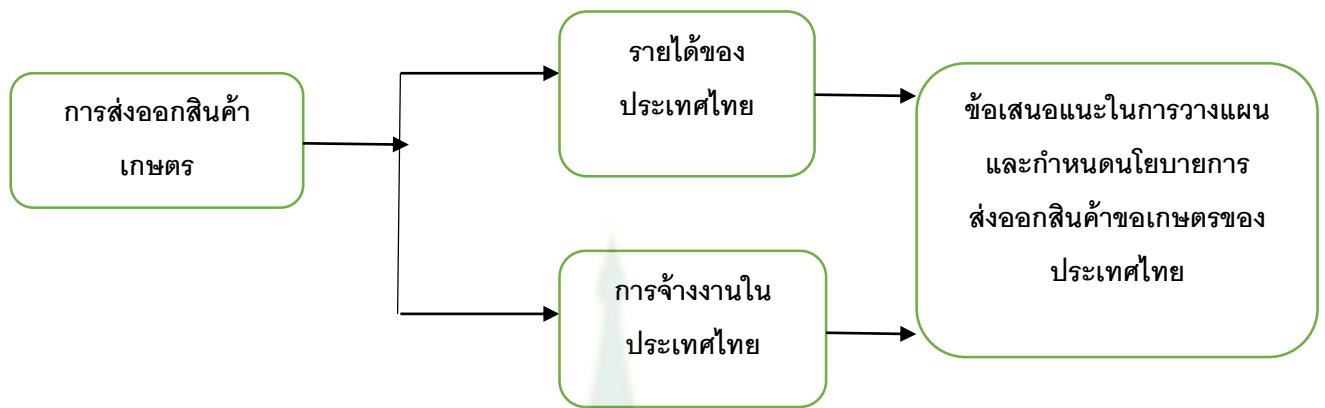 การส่งออกสินค้า
เกษตร
รายได้ของ
ประเทศไทย
การจ้างงานใน
ประเทศไทย
ข้อเสนอแนะในการวางแผน
และกำหนดนโยบายการ
ส่งออกสินค้าขอเกษตรของ
ประเทศไทย